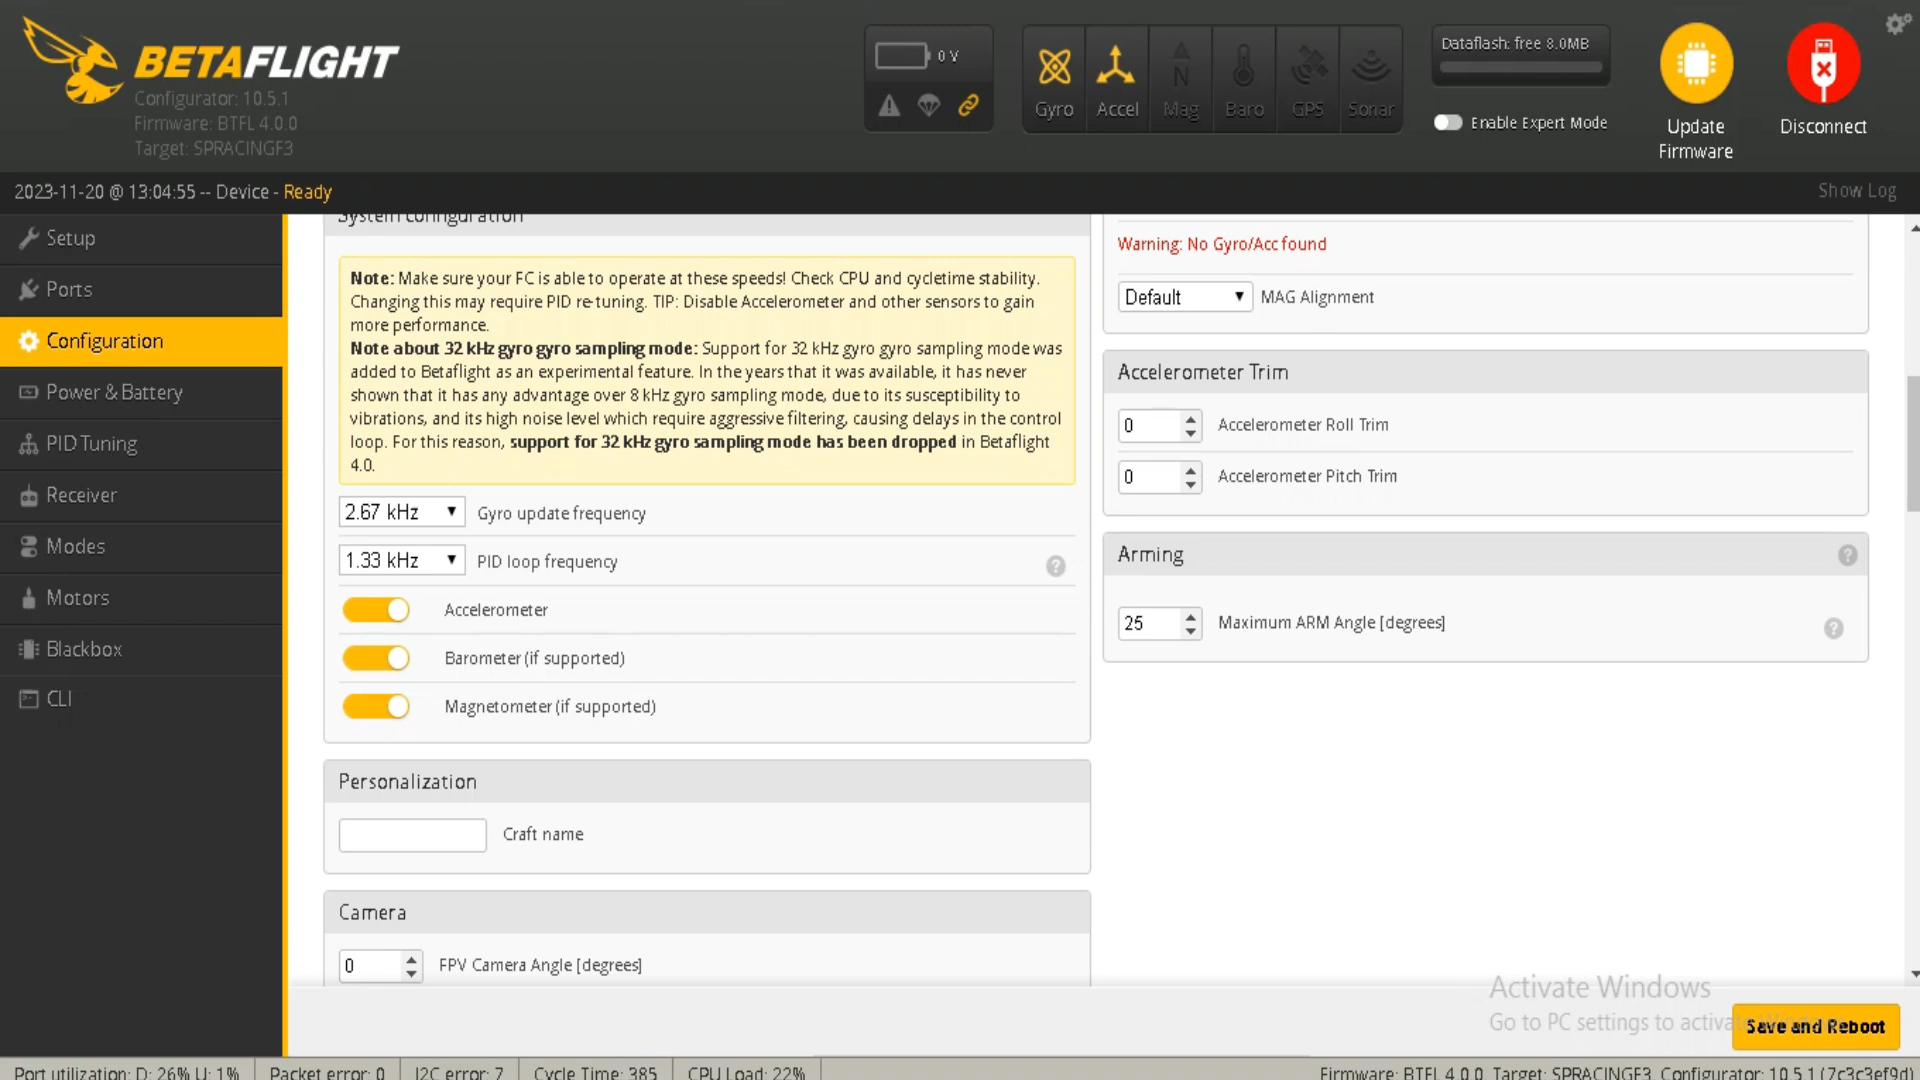 BETAFLIGHT
Configurator: 10.5.1
Firmware: BTFL 4.0.0
Target: SPRACINGF3
0 V
Gyro
Accel
Mag
Baro
GPS
Sonar
Dataflash: free 8.0MB
Enable Expert Mode
Update
Firmware
Disconnect
2023-11-20 @ 13:04:55 -- Device - Ready
Show Log
Setup
Ports
Configuration
Power & Battery
PID Tuning
Receiver
Modes
Motors
Blackbox
CLI
System configuration
Note: Make sure your FC is able to operate at these speeds! Check CPU and cycletime stability.
Changing this may require PID re-tuning. TIP: Disable Accelerometer and other sensors to gain
more performance.
Note about 32 kHz gyro gyro sampling mode: Support for 32 kHz gyro gyro sampling mode was
added to Betaflight as an experimental feature. In the years that it was available, it has never
shown that it has any advantage over 8 kHz gyro sampling mode, due to its susceptibility to
vibrations, and its high noise level which require aggressive filtering, causing delays in the control
loop. For this reason, support for 32 kHz gyro sampling mode has been dropped in Betaflight
4.0.
2.67 kHz Gyro update frequency
1.33 kHz PID loop frequency
Accelerometer
Barometer (if supported)
Magnetometer (if supported)
Personalization
Craft name
Camera
0 FPV Camera Angle [degrees]
Warning: No Gyro/Acc found
Default MAG Alignment
Accelerometer Trim
0 Accelerometer Roll Trim
0 Accelerometer Pitch Trim
Arming
25 Maximum ARM Angle [degrees]
Activate Windows
Go to PC settings to activate
Save and Reboot
Port utilization: D: 26% U: 1%
Packet error: 0
I2C error: 7
Cycle Time: 385
CPU Load: 22%
Firmware: BTFL 4.0.0, Target: SPRACINGF3, Configurator: 10.5.1 (7c3c3ef9d)